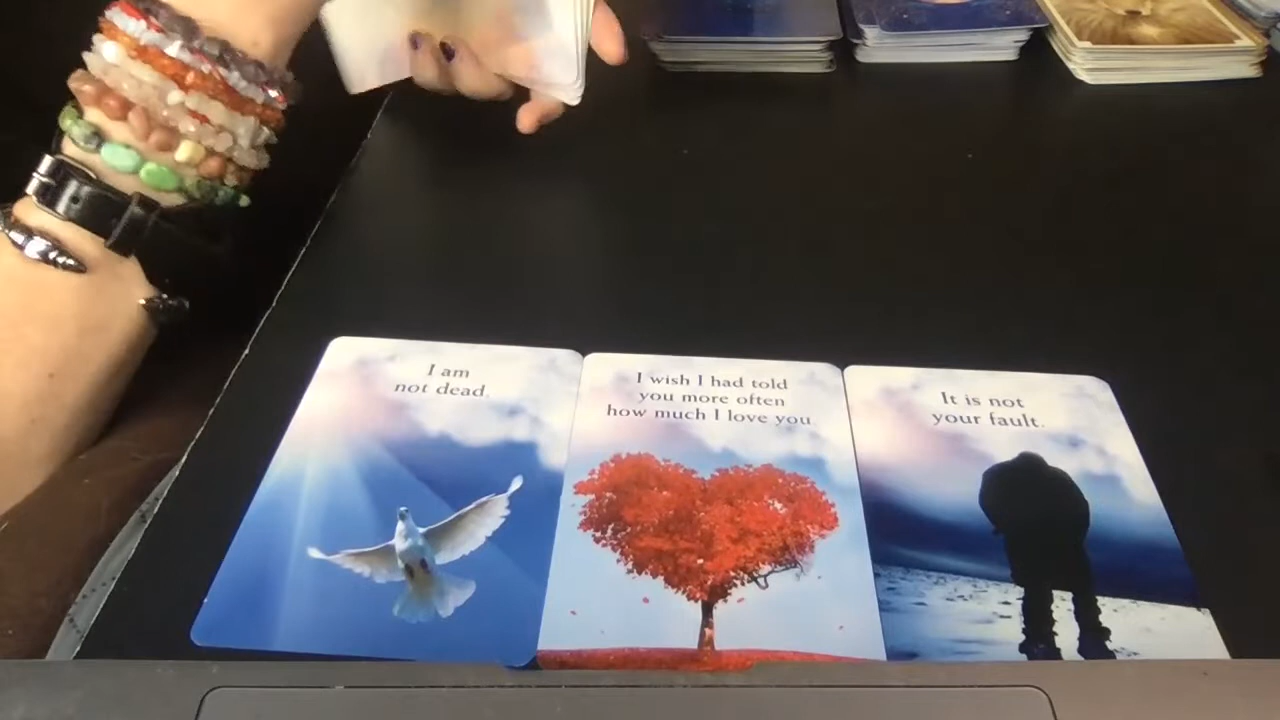 I am
not dead.
I wish I had told
you more often
how much I love you
It is not
your fault.